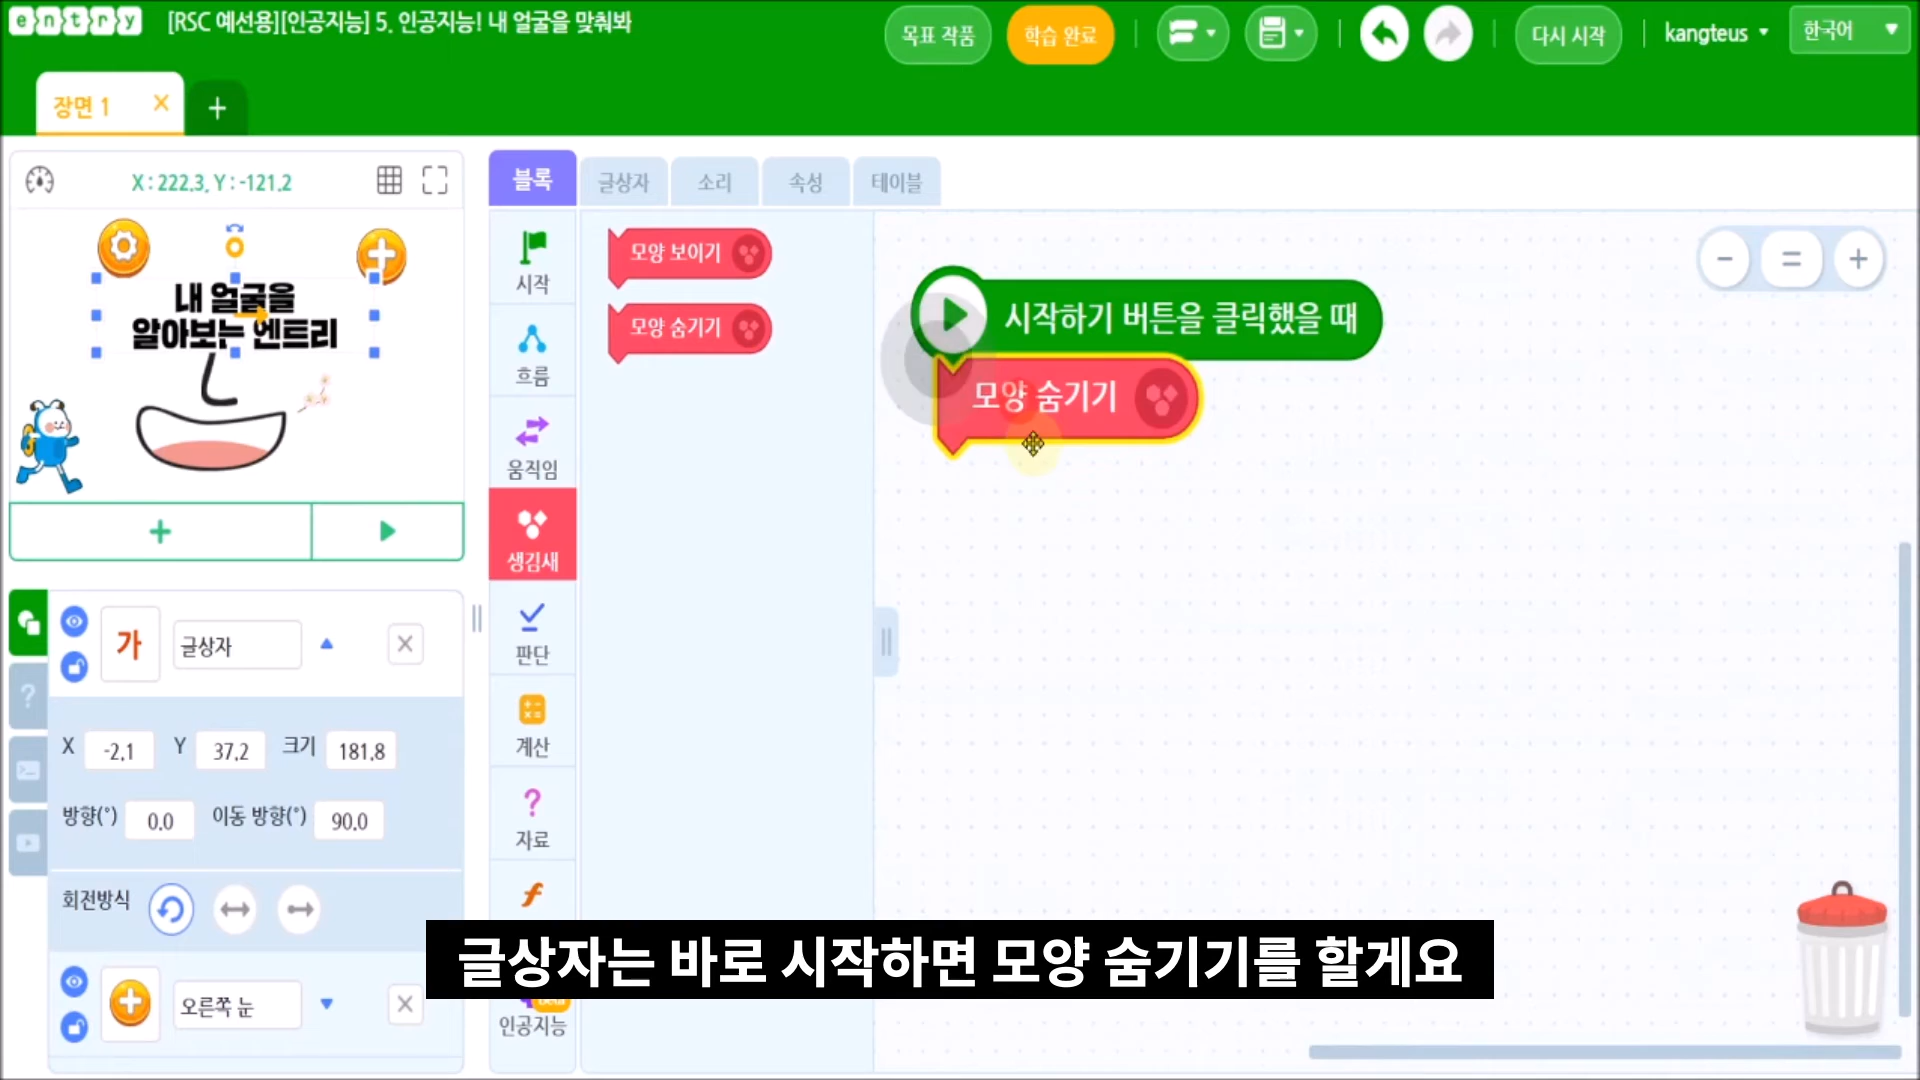 entry
[RSC 예선용][인공지능] 5. 인공지능! 내 얼굴을 맞춰봐
목표 작품
학습 완료
다시 시작
kangteus
한국어
장면 1
X : 222.3, Y : -121.2
내 얼굴을
알아보는 엔트리
블록
글상자
소리
속성
테이블
시작
흐름
움직임
생김새
판단
계산
자료
인공지능
모양 보이기
모양 숨기기
시작하기 버튼을 클릭했을 때
모양 숨기기
가
글상자
X -2.1 Y 37.2 크기 181.8
방향(°) 0.0 이동 방향(°) 90.0
회전방식
오른쪽 눈
글상자는 바로 시작하면 모양 숨기기를 할게요